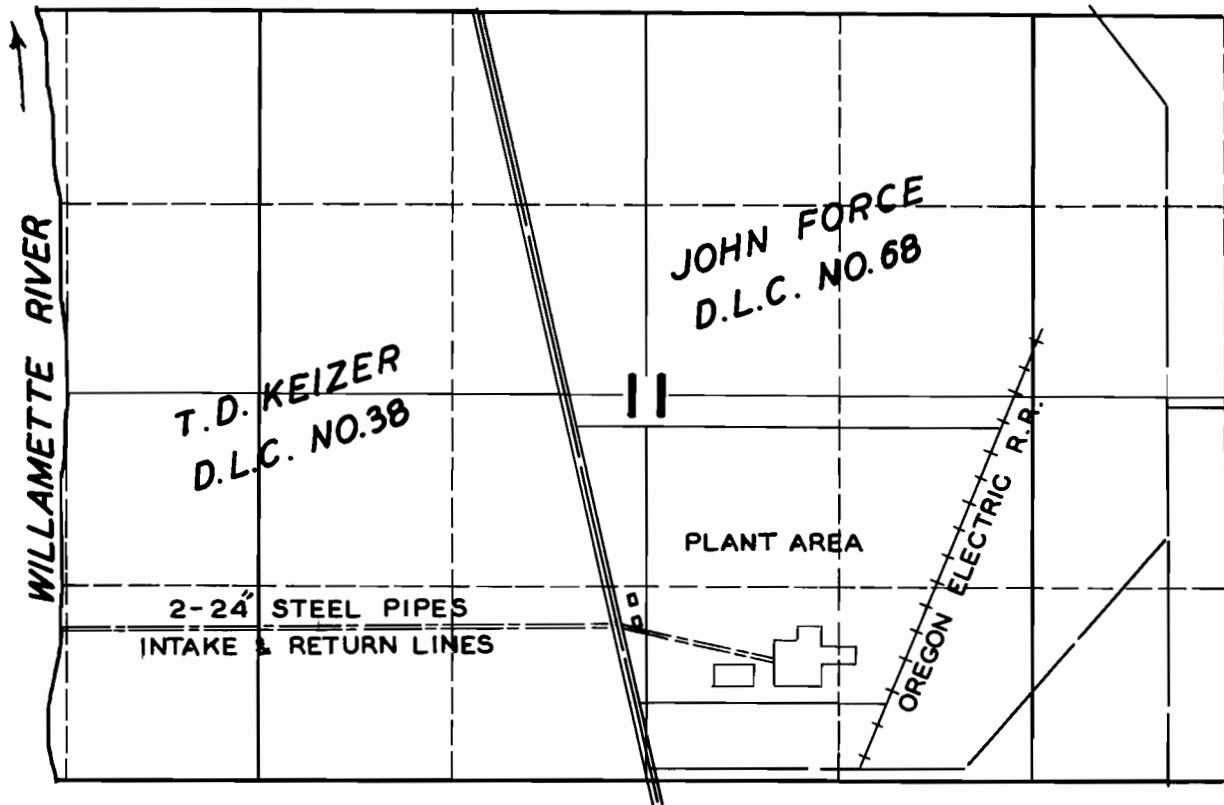 WILLAMETTE RIVER
T.D. KEIZER
D.L.C. NO.38
JOHN FORCE
D.L.C. NO.68
11
PLANT AREA
OREGON ELECTRIC R.R.
2-24" STEEL PIPES
INTAKE & RETURN LINES